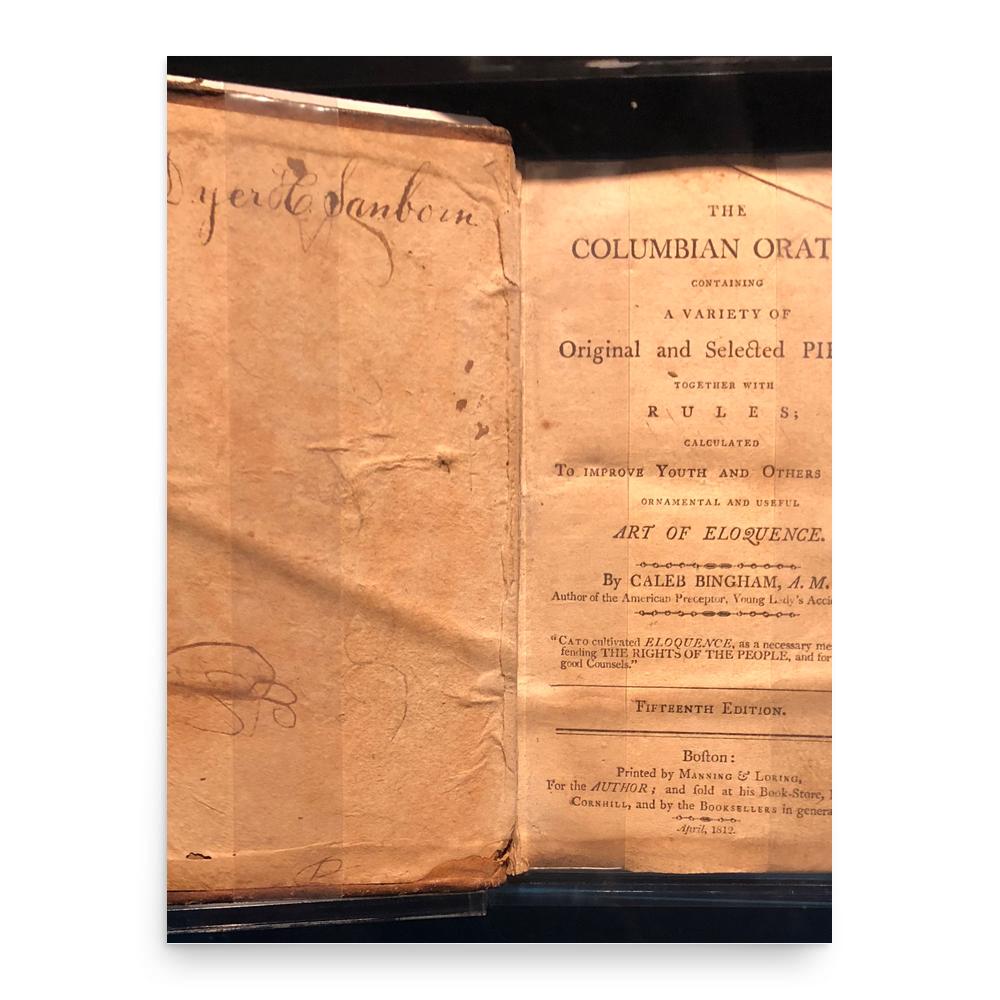 Dyer H. Sanborn
THE
COLUMBIAN ORAT
CONTAINING
A VARIETY OF
Original and Selected PIE
TOGETHER WITH
RULES;
CALCULATED
TO IMPROVE YOUTH AND OTHERS
ORNAMENTAL AND USEFUL
ART OF ELOQUENCE.
By CALEB BINGHAM, A. M.
Author of the American Preceptor, Young Lady's Acci
"CATO cultivated ELOQUENCE, as a necessary me
fending THE RIGHTS OF THE PEOPLE, and for
good Counsels."
FIFTEENTH EDITION.
Boſton:
Printed by MANNING & LORING,
For the AUTHOR; and ſold at his Book-Store,
CORNHILL, and by the BOOKSELLERS in genera
April, 1812.